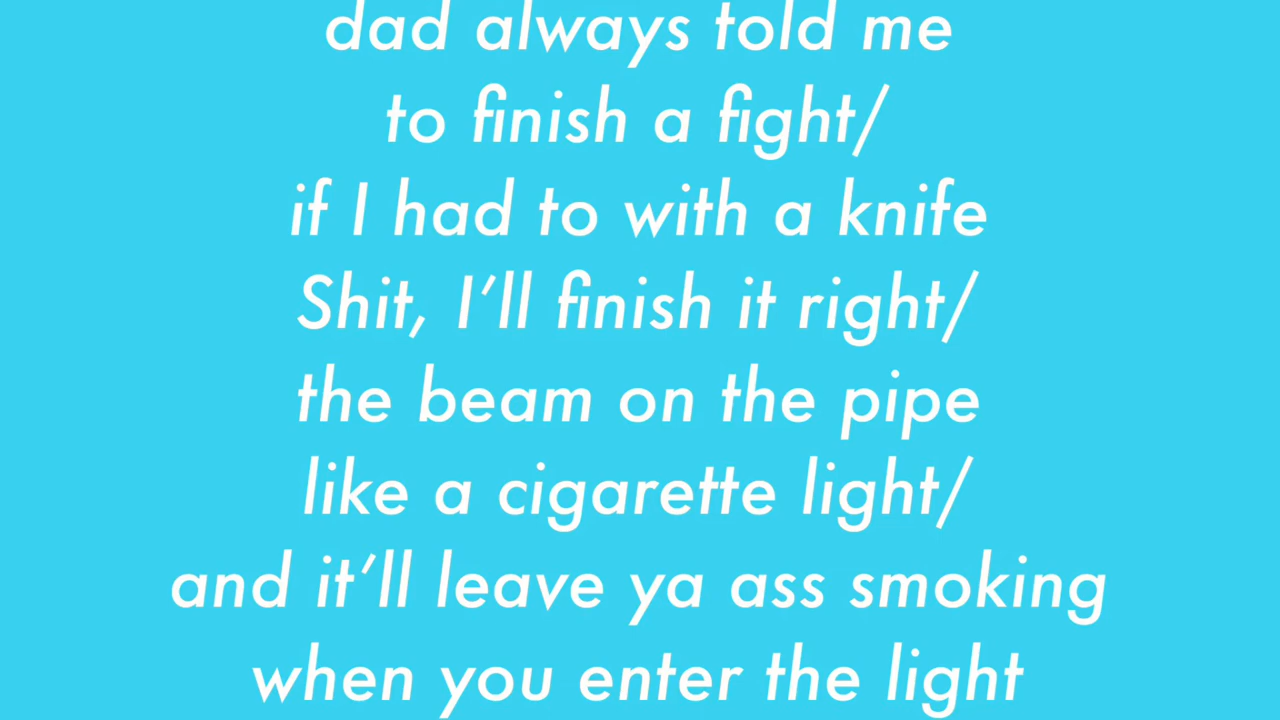 dad always told me
to finish a fight/
if I had to with a knife
Shit, I’ll finish it right/
the beam on the pipe
like a cigarette light/
and it’ll leave ya ass smoking
when you enter the light